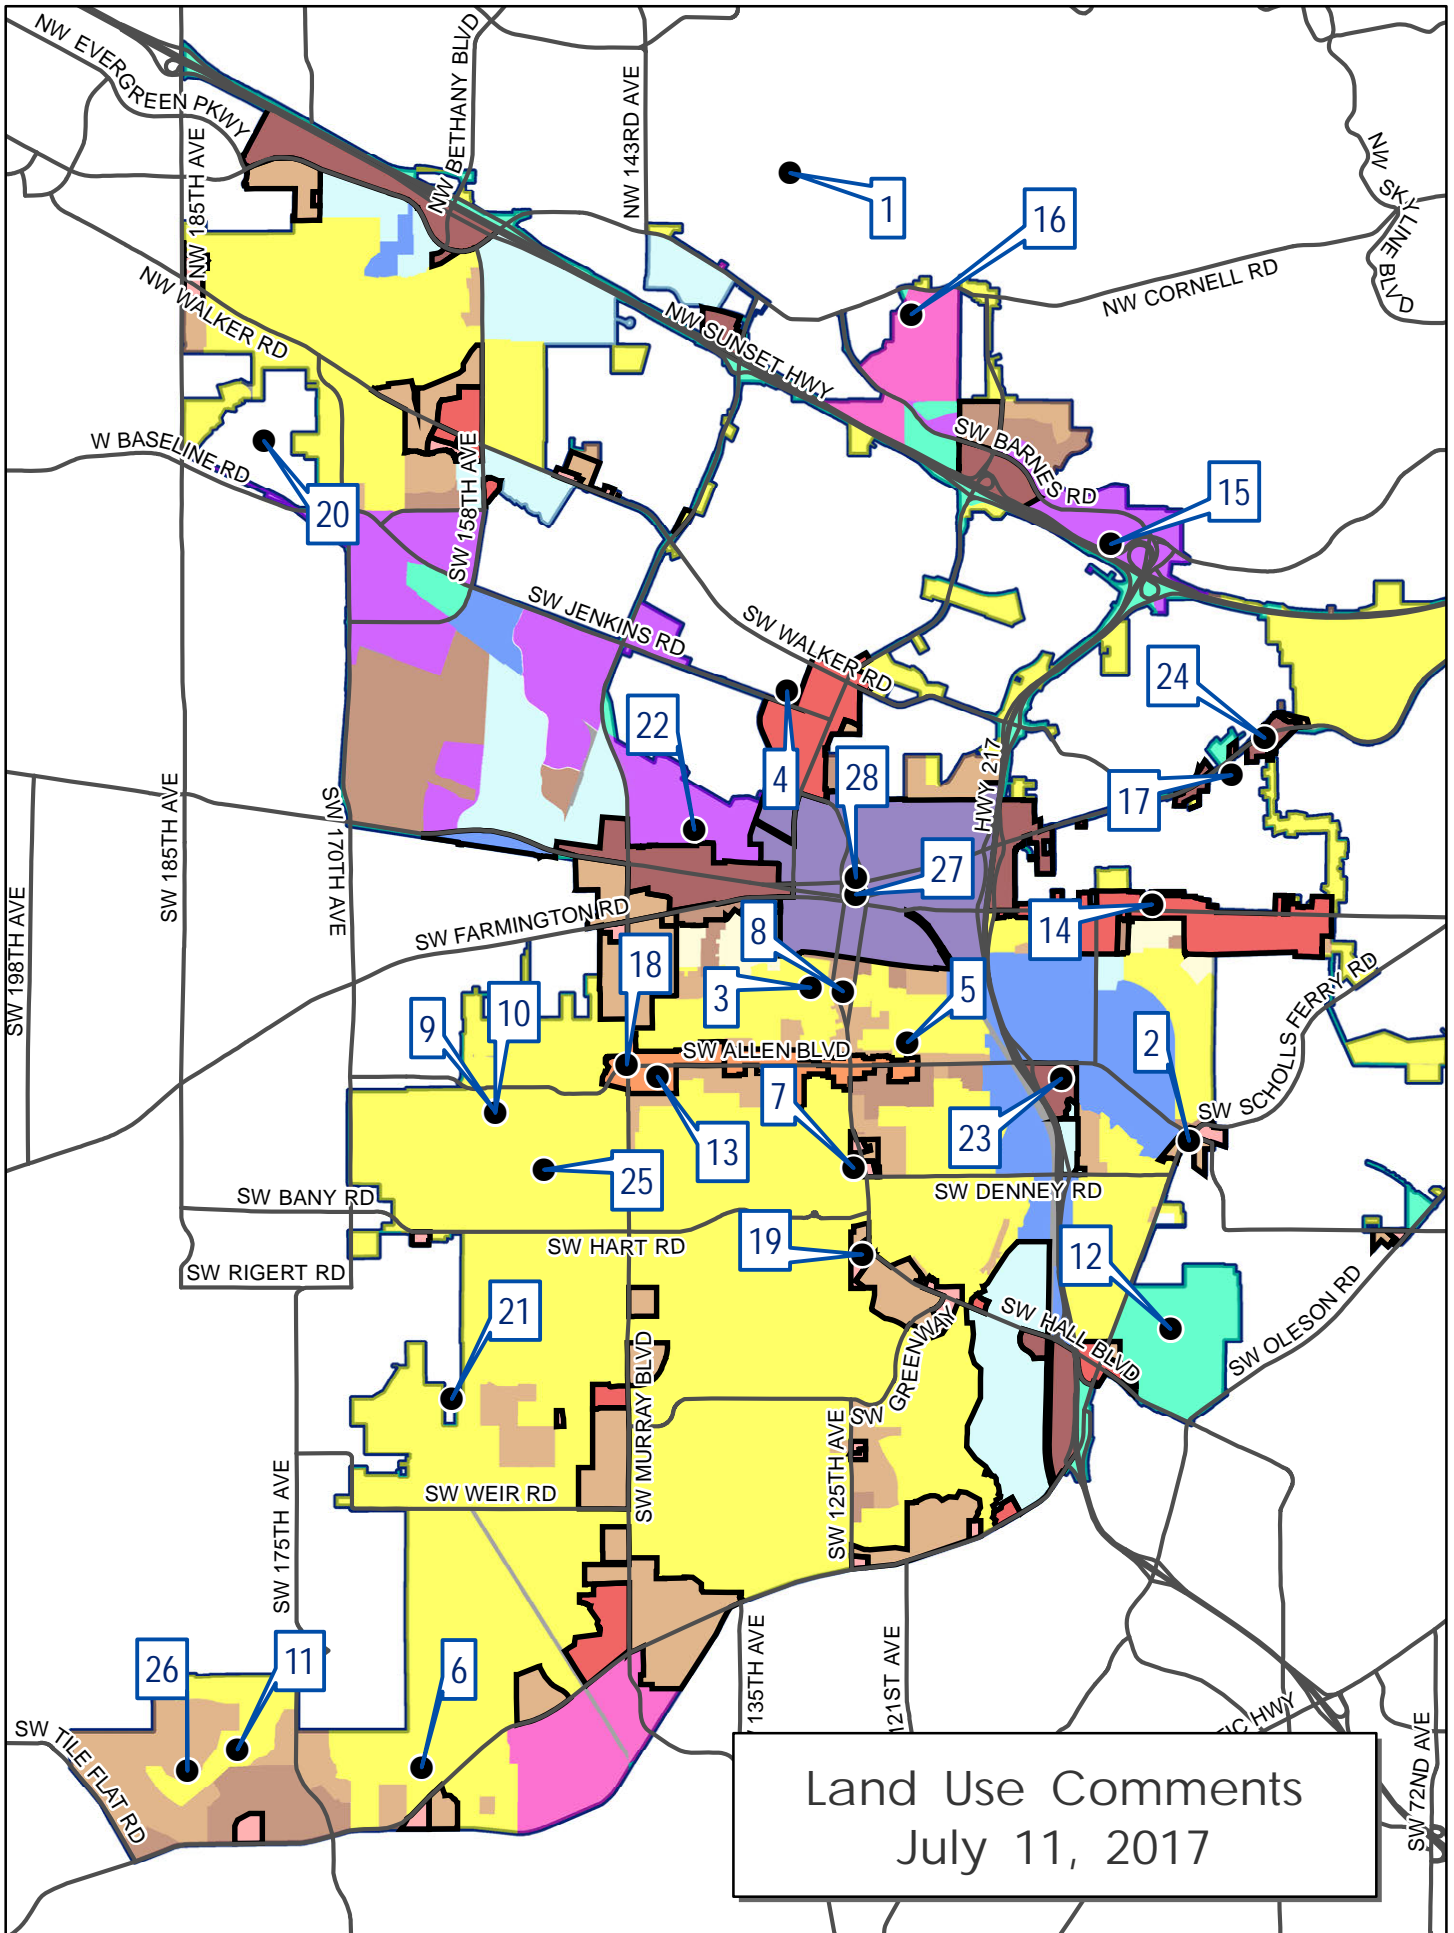 NW EVERGREEN PKWY
NW BETHANY BLVD
NW 143RD AVE
NW 185TH AVE
NW SKYLINE BLVD
1
16
NW CORNELL RD
NW WALKER RD
NW SUNSET HWY
W BASELINE RD
SW BARNES RD
SW 158TH AVE
15
20
SW JENKINS RD
SW WALKER RD
24
22
4
28
17
HWY 217
SW 185TH AVE
SW 170TH AVE
27
SW 198TH AVE
SW FARMINGTON RD
14
8
18
3
5
SW SCHOLLS FERRY RD
9
10
2
SW ALLEN BLVD
7
13
23
25
SW BANY RD
SW DENNEY RD
SW HART RD
19
12
SW RIGERT RD
21
SW HALL BLVD
SW OLESON RD
SW GREENWAY
SW MURRAY BLVD
SW 125TH AVE
SW WEIR RD
SW 175TH AVE
26
11
6
135TH AVE
121ST AVE
HWY
SW TILE FLAT RD
SW 72ND AVE
Land Use Comments
July 11, 2017